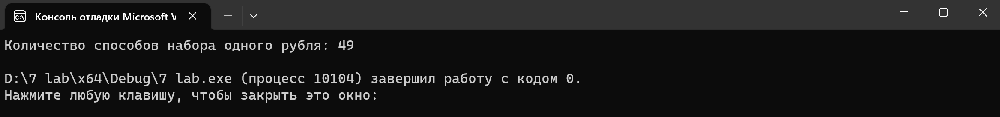 Консоль отладки Microsoft V
Количество способов набора одного рубля: 49
D:\7 lab\x64\Debug\7 lab.exe (процесс 10104) завершил работу с кодом 0.
Нажмите любую клавишу, чтобы закрыть это окно: